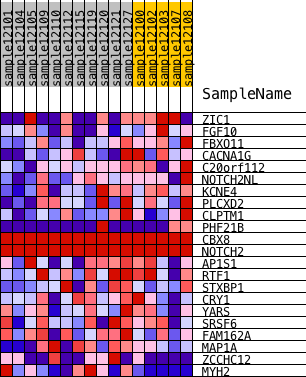 sample12101
sample12104
sample12105
sample12109
sample12110
sample12112
sample12115
sample12119
sample12120
sample12121
sample12122
sample12100
sample12102
sample12103
sample12107
sample12108
SampleName
ZIC1
FGF10
FBXO11
CACNA1G
C20orf112
NOTCH2NL
KCNE4
PLCXD2
CLPTM1
PHF21B
CBX8
NOTCH2
AP1S1
RTF1
STXBP1
CRY1
YARS
SRSF6
FAM162A
MAP1A
ZCCHC12
MYH2